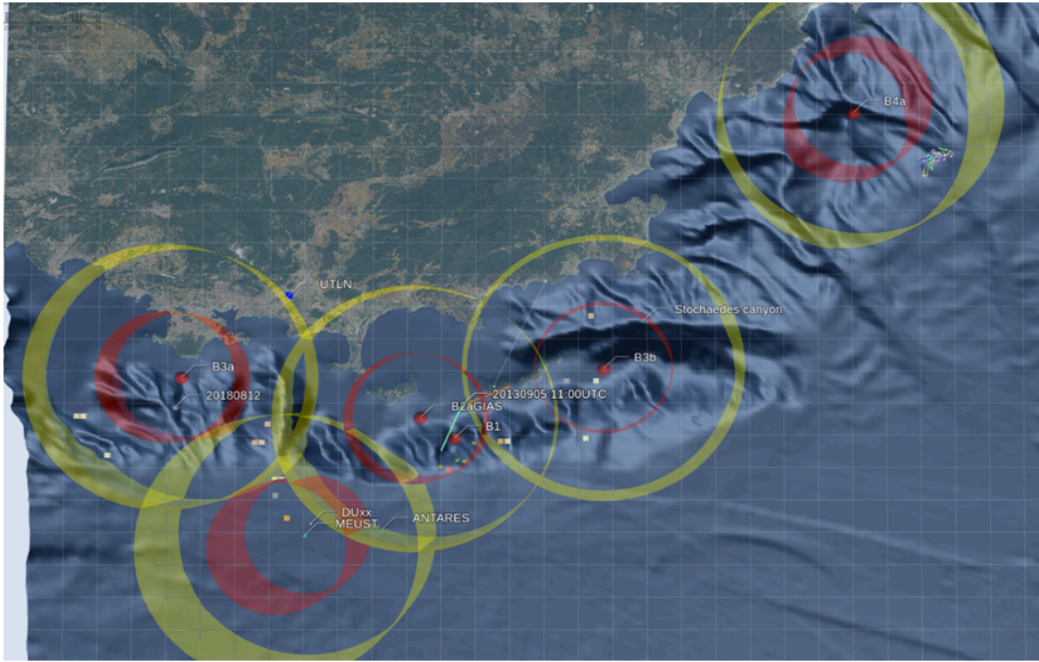 B4a
UTLN
Stochaedes canyon
B3b
B3a
20180812
20130905 11:00UTC
B2aGIAS
B1
DUxx
MEUST
ANTARES